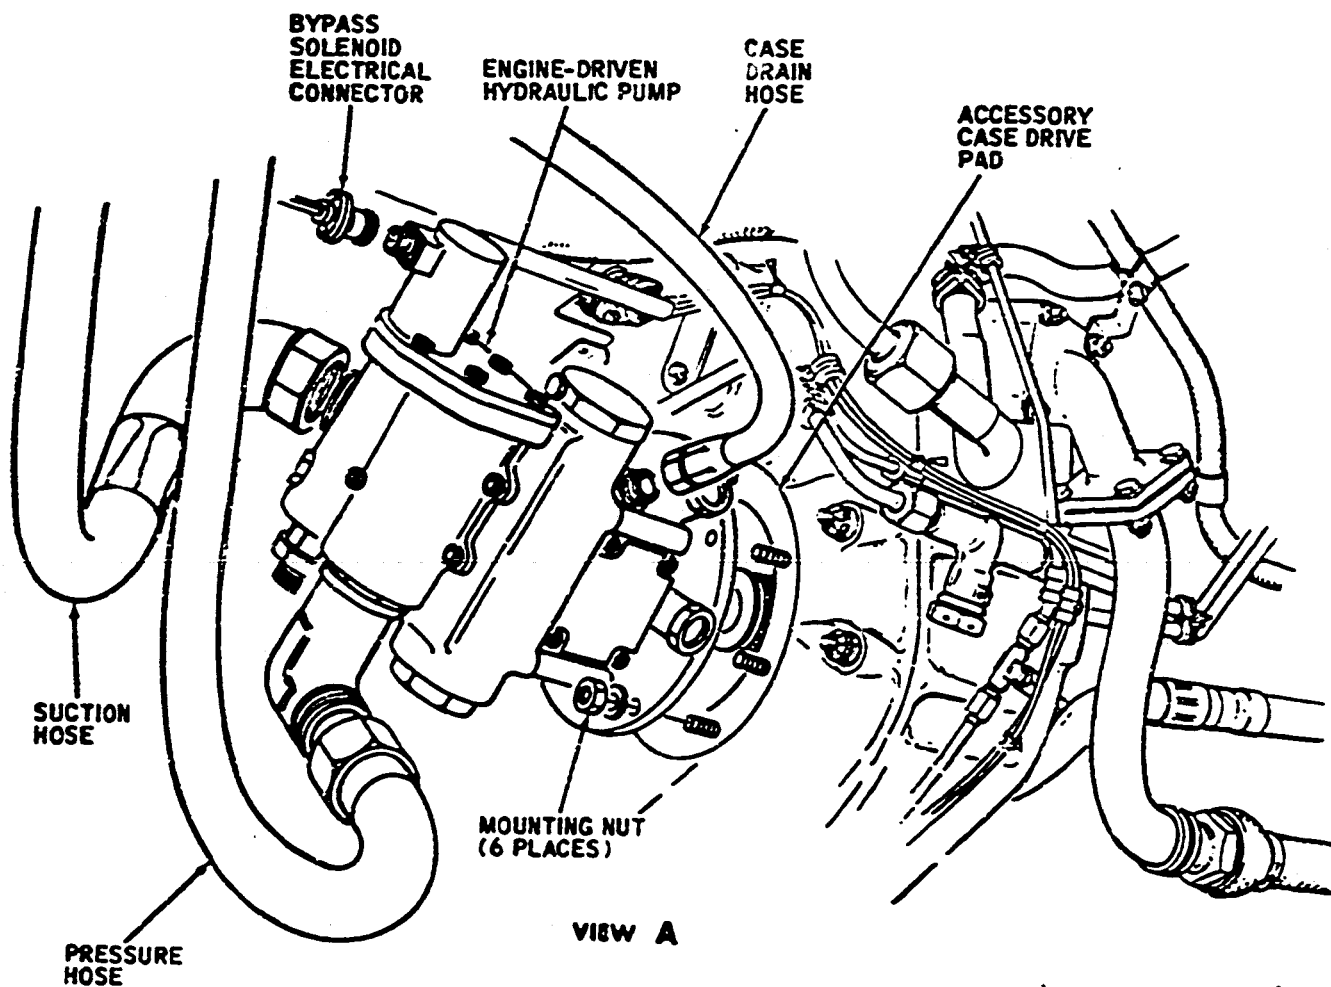 BYPASS
SOLENOID
ELECTRICAL
CONNECTOR
ENGINE-DRIVEN
HYDRAULIC PUMP
CASE
DRAIN
HOSE
ACCESSORY
CASE DRIVE
PAD
SUCTION
HOSE
MOUNTING NUT
(6 PLACES)
PRESSURE
HOSE
VIEW A